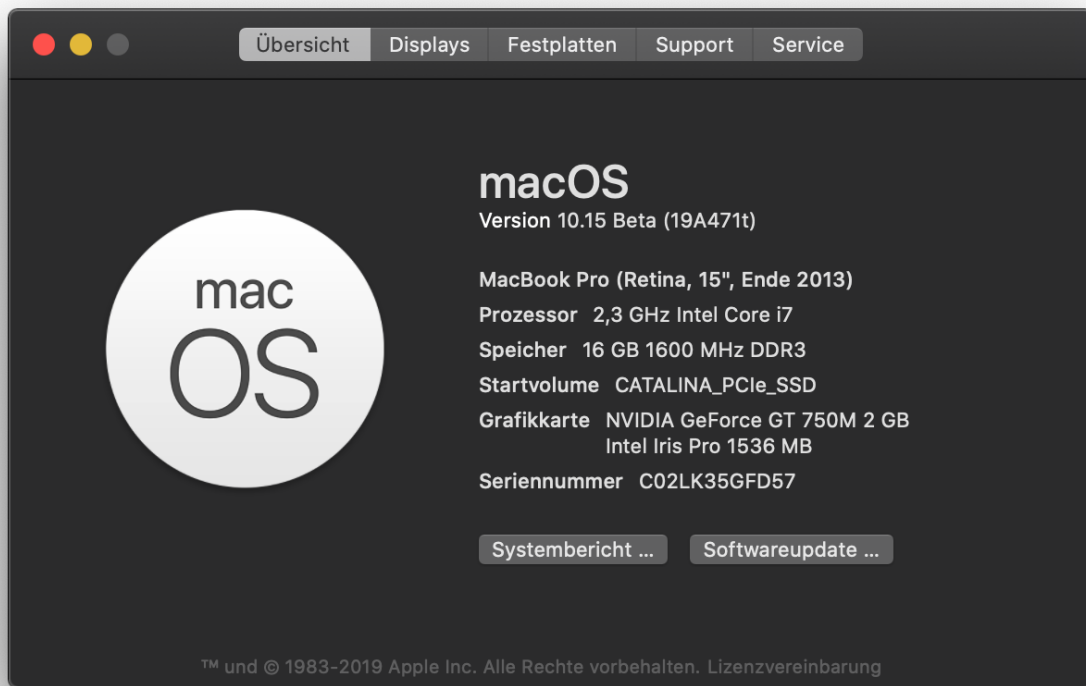 Übersicht Displays Festplatten Support Service
mac
OS
macOS
Version 10.15 Beta (19A471t)
MacBook Pro (Retina, 15", Ende 2013)
Prozessor 2,3 GHz Intel Core i7
Speicher 16 GB 1600 MHz DDR3
Startvolume CATALINA_PCIe_SSD
Grafikkarte NVIDIA GeForce GT 750M 2 GB
Intel Iris Pro 1536 MB
Seriennummer C02LK35GFD57
Systembericht ... Softwareupdate ...
™ und © 1983-2019 Apple Inc. Alle Rechte vorbehalten. Lizenzvereinbarung